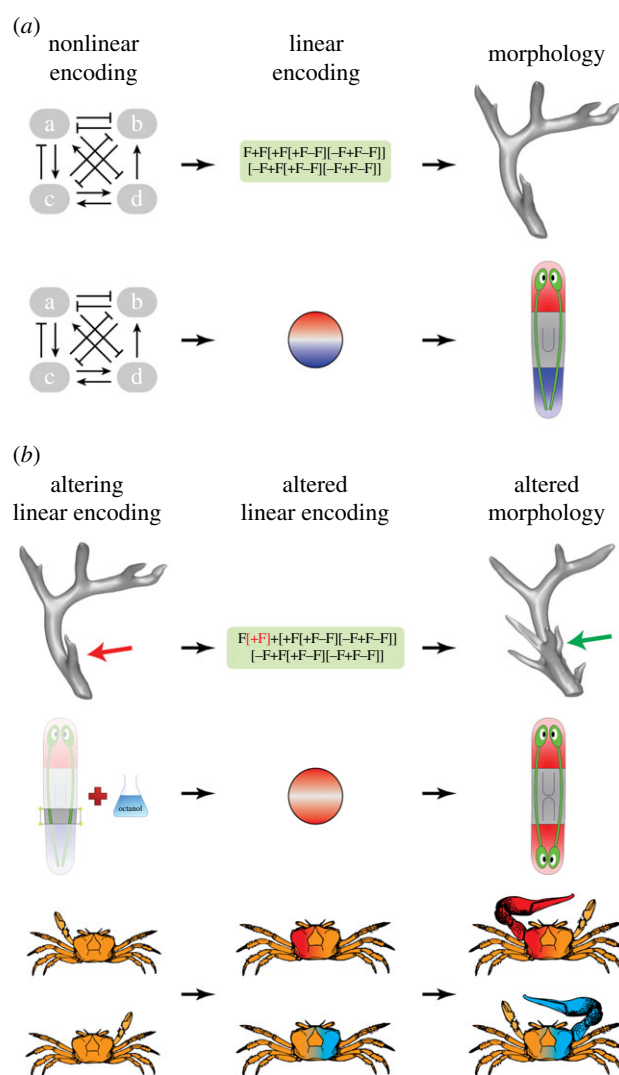 (a)
nonlinear
encoding
linear
encoding
morphology
a b
c d
F+F[+F[+F–F][–F+F–F]]
[–F+F[+F–F][–F+F–F]]
a b
c d
(b)
altering
linear encoding
altered
linear encoding
altered
morphology
F[+F]+[+F[+F–F][–F+F–F]]
[–F+F[+F–F][–F+F–F]]
octanol